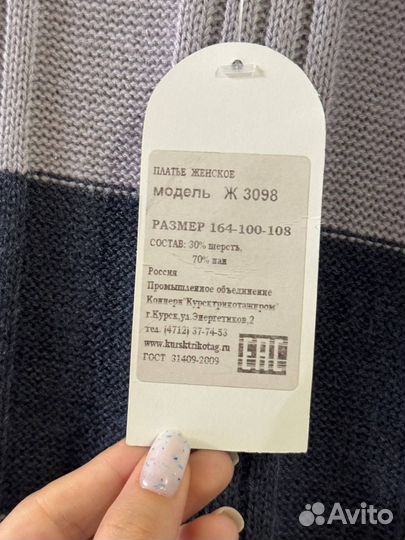 ПЛАТЬЕ ЖЕНСКОЕ
модель Ж 3098
РАЗМЕР 164-100-108
СОСТАВ: 30% шерсть,
70% пан
Россия
Промышленное объединение
Концерн"Курсктрикотажпром"
г.Курск,ул.Энергетиков,2
тел. (4712) 37-74-53
www.kursktrikotag.ru
ГОСТ 31409-2009
Avito